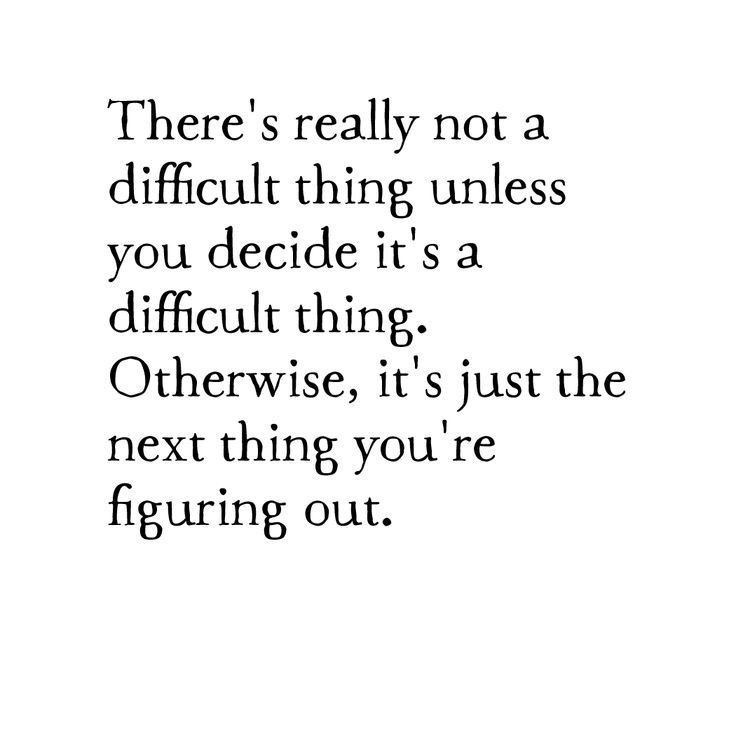 There's really not a
difficult thing unless
you decide it's a
difficult thing.
Otherwise, it's just the
next thing you're
figuring out.